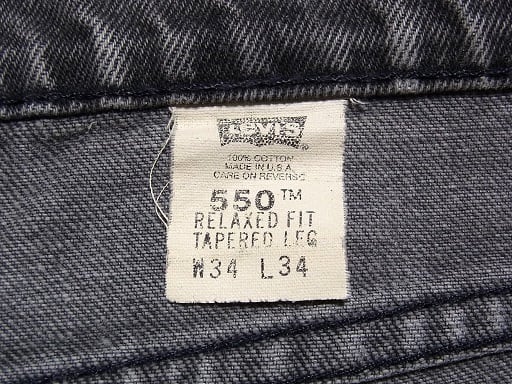 LEVI'S
®
100% COTTON
MADE IN U.S.A.
CARE ON REVERSE
550™
RELAXED FIT
TAPERED LEG
W34 L34